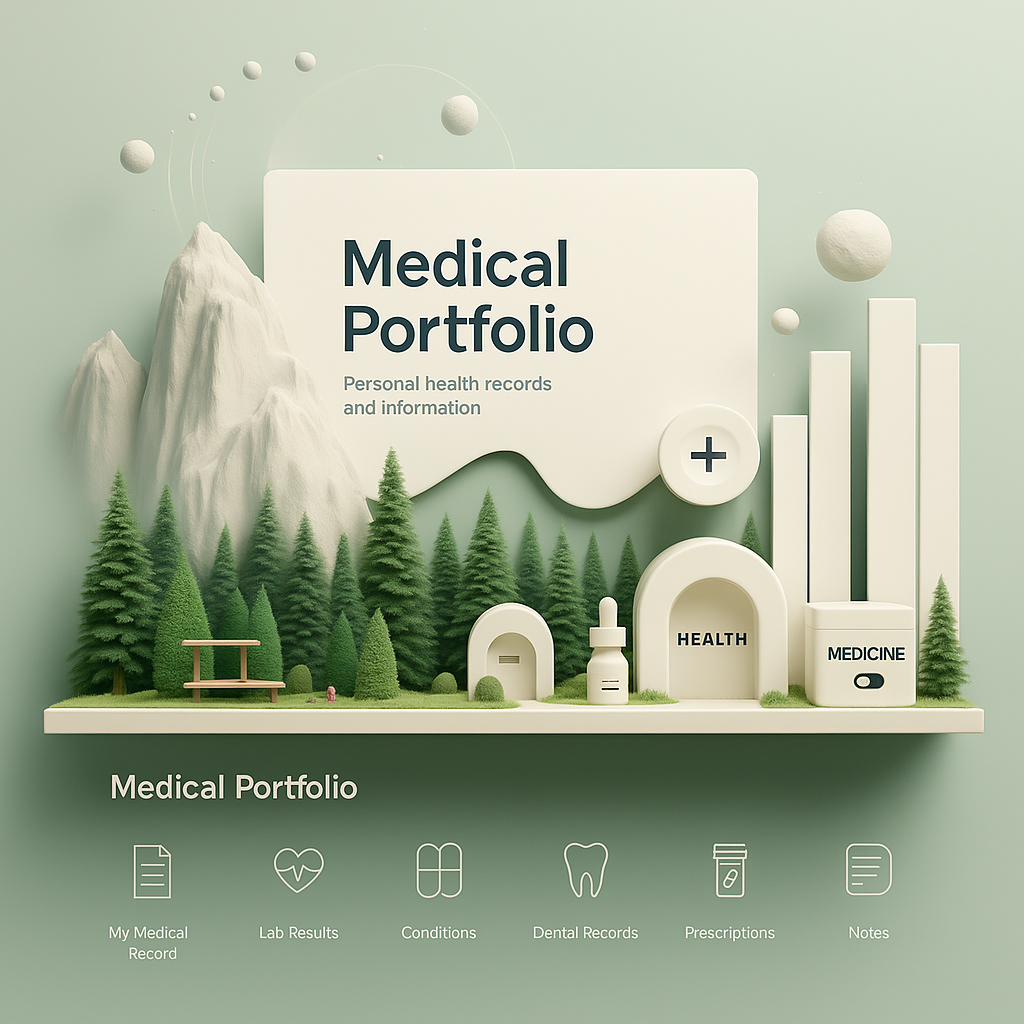 Medical
Portfolio
Personal health records
and information
HEALTH
MEDICINE
Medical Portfolio
My Medical
Record
Lab Results
Conditions
Dental Records
Prescriptions
Notes